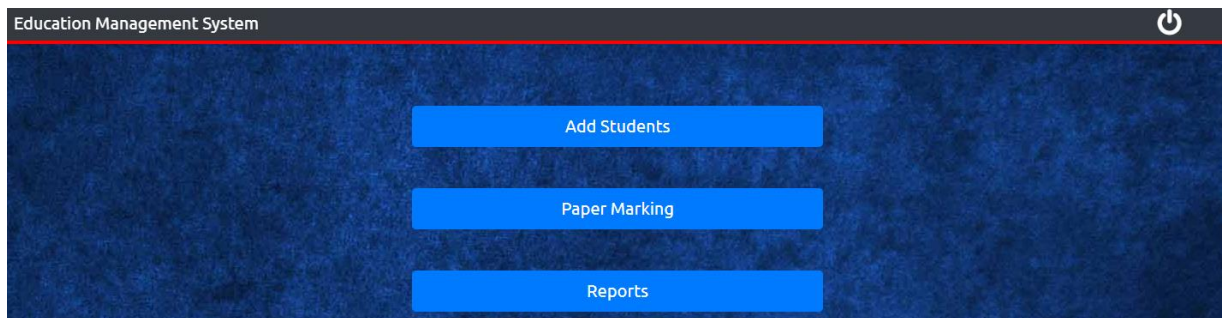 Education Management System
Add Students
Paper Marking
Reports